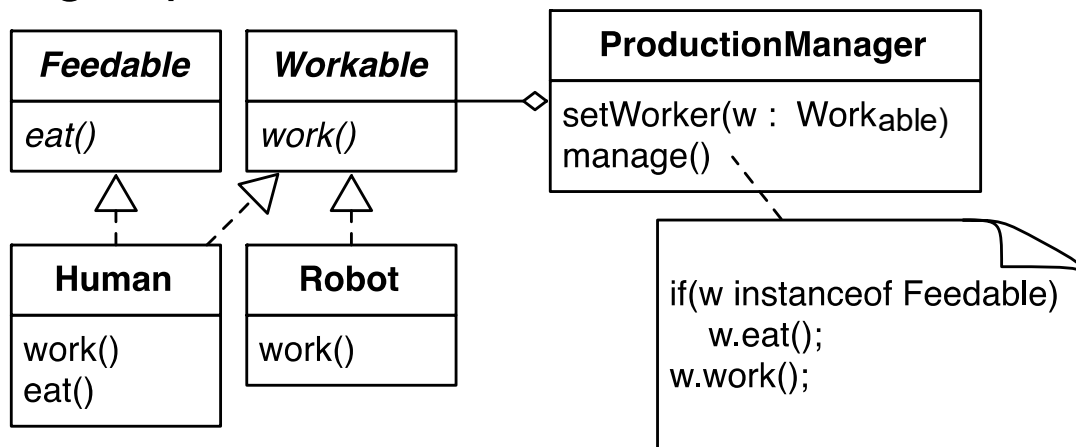 Feedable
eat()
Workable
work()
ProductionManager
setWorker(w : Workable)
manage()
Human
work()
eat()
Robot
work()
if(w instanceof Feedable)
w.eat();
w.work();